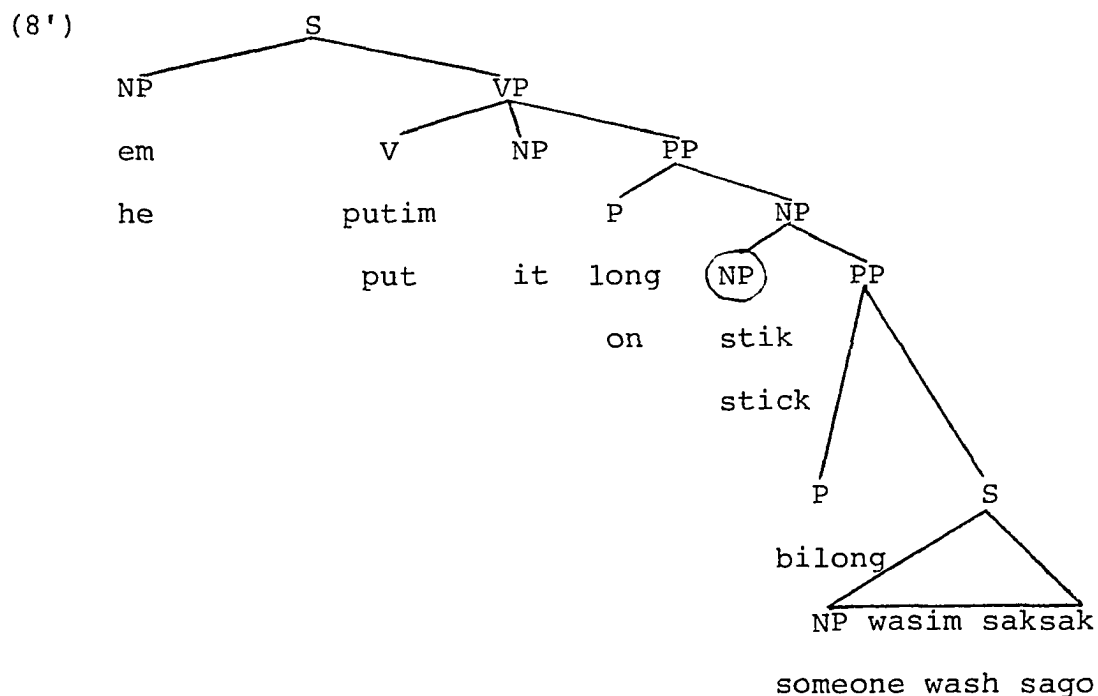 (8') S
NP VP
em V NP PP
he putim P NP
put it long NP PP
on stik
stick
P S
bilong
NP wasim saksak
someone wash sago